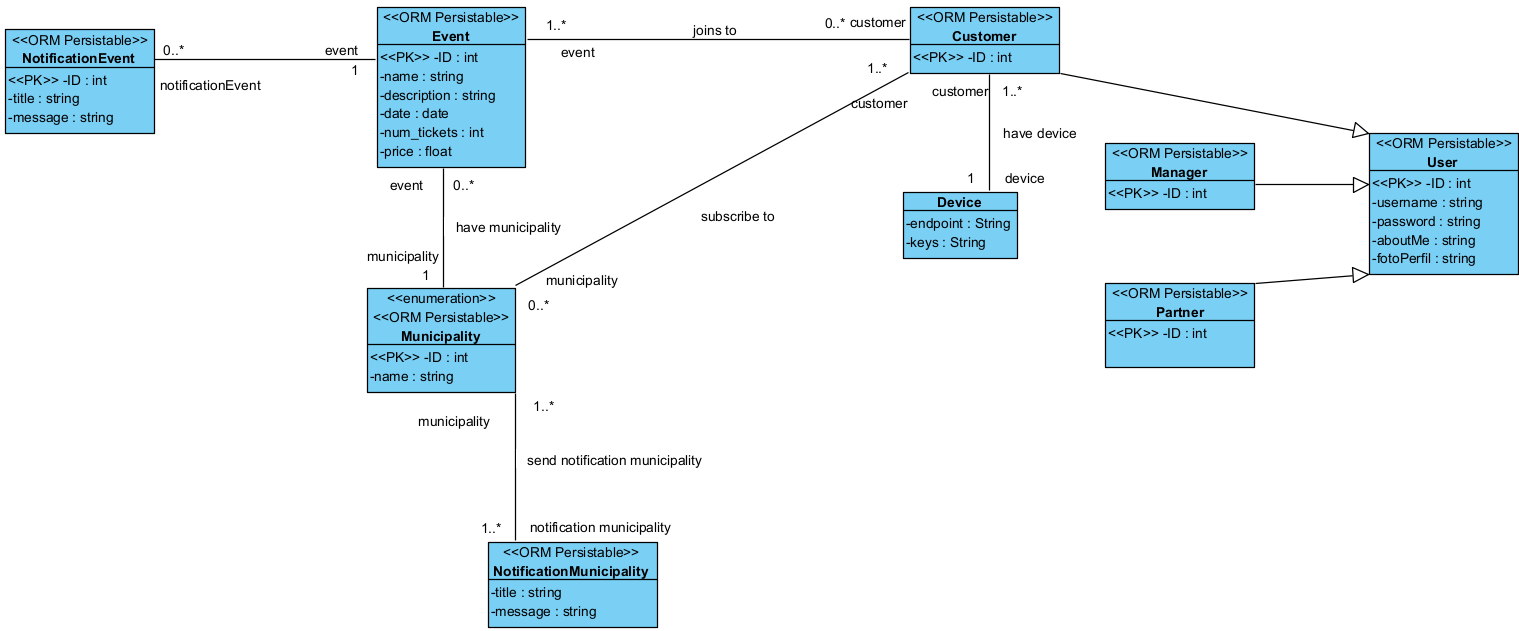 <<ORM Persistable>>
NotificationEvent
<<PK>> -ID : int
-title : string
-message : string
0..*
event
notificationEvent
1
<<ORM Persistable>>
Event
<<PK>> -ID : int
-name : string
-description : string
-date : date
-num_tickets : int
-price : float
1..*
joins to
0..* customer
event
<<ORM Persistable>>
Customer
<<PK>> -ID : int
1..*
customer
customer
1..*
have device
1
device
Device
-endpoint : String
-keys : String
<<ORM Persistable>>
Manager
<<PK>> -ID : int
<<ORM Persistable>>
User
<<PK>> -ID : int
-username : string
-password : string
-aboutMe : string
-fotoPerfil : string
<<ORM Persistable>>
Partner
<<PK>> -ID : int
event
0..*
have municipality
municipality
1
subscribe to
municipality
0..*
<<enumeration>>
<<ORM Persistable>>
Municipality
<<PK>> -ID : int
-name : string
1..*
municipality
send notification municipality
1..*
notification municipality
<<ORM Persistable>>
NotificationMunicipality
-title : string
-message : string